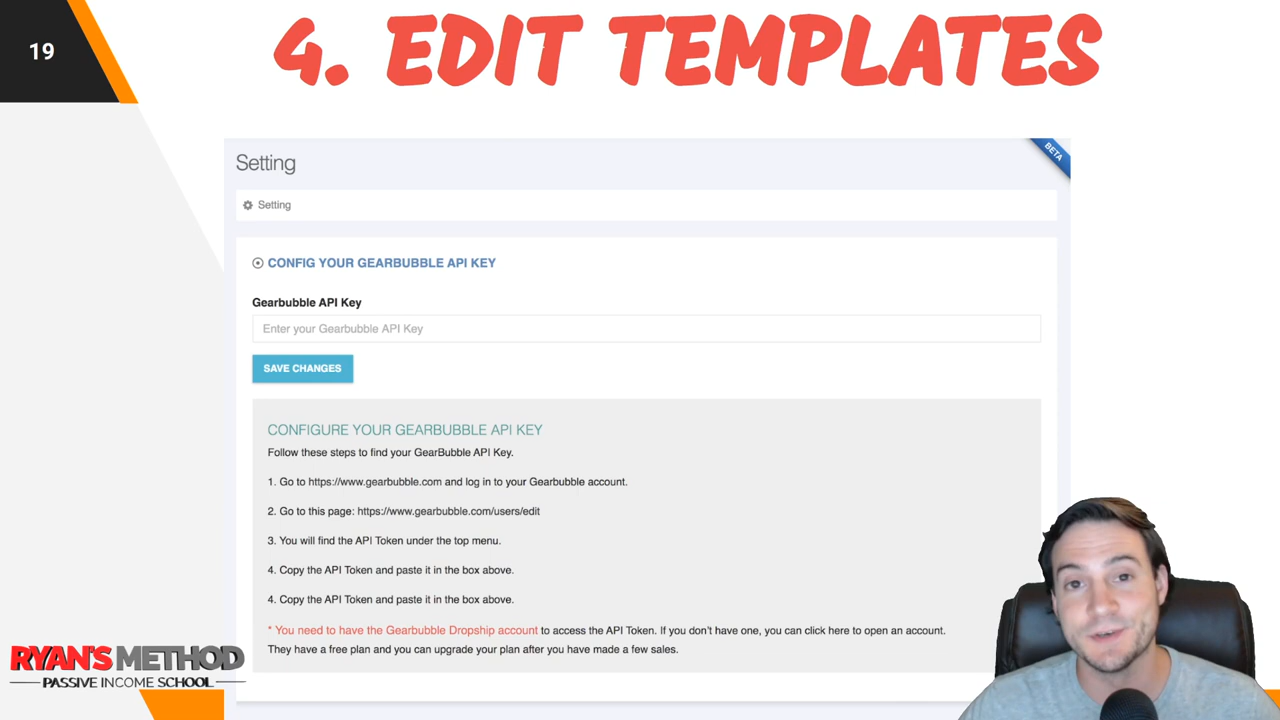 19
4. EDIT TEMPLATES
Setting
BETA
Setting
CONFIG YOUR GEARBUBBLE API KEY
Gearbubble API Key
Enter your Gearbubble API Key
SAVE CHANGES
CONFIGURE YOUR GEARBUBBLE API KEY
Follow these steps to find your GearBubble API Key.
1. Go to https://www.gearbubble.com and log in to your Gearbubble account.
2. Go to this page: https://www.gearbubble.com/users/edit
3. You will find the API Token under the top menu.
4. Copy the API Token and paste it in the box above.
4. Copy the API Token and paste it in the box above.
* You need to have the Gearbubble Dropship account to access the API Token. If you don't have one, you can click here to open an account.
They have a free plan and you can upgrade your plan after you have made a few sales.
RYAN'S METHOD
PASSIVE INCOME SCHOOL